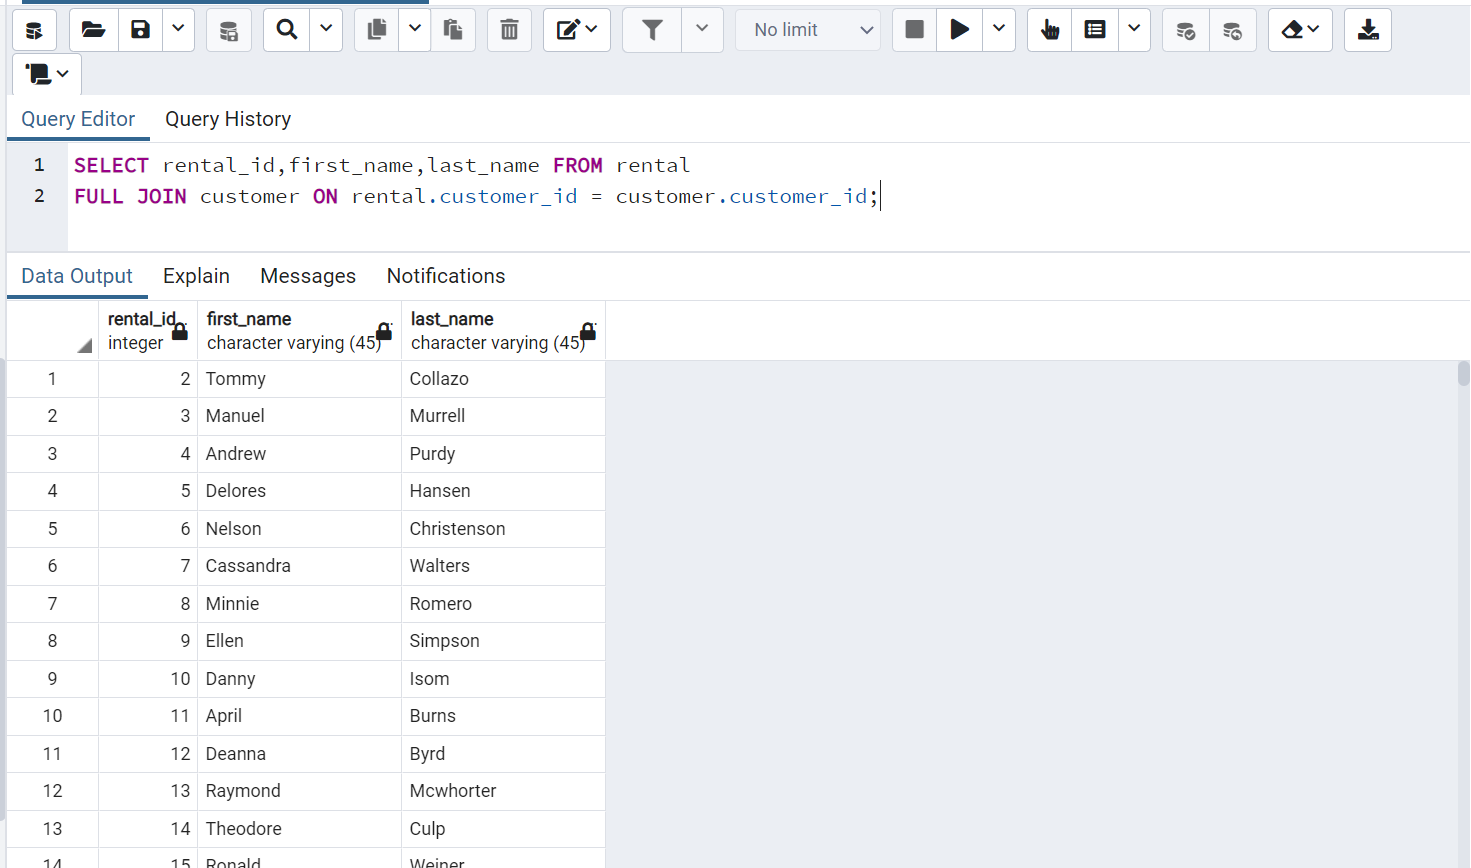 No limit
Query Editor Query History
1 SELECT rental_id,first_name,last_name FROM rental
2 FULL JOIN customer ON rental.customer_id = customer.customer_id;
Data Output Explain Messages Notifications
rental_id first_name last_name
integer character varying (45) character varying (45)
1 2 Tommy Collazo
2 3 Manuel Murrell
3 4 Andrew Purdy
4 5 Delores Hansen
5 6 Nelson Christenson
6 7 Cassandra Walters
7 8 Minnie Romero
8 9 Ellen Simpson
9 10 Danny Isom
10 11 April Burns
11 12 Deanna Byrd
12 13 Raymond Mcwhorter
13 14 Theodore Culp
14 15 Ronald Weiner